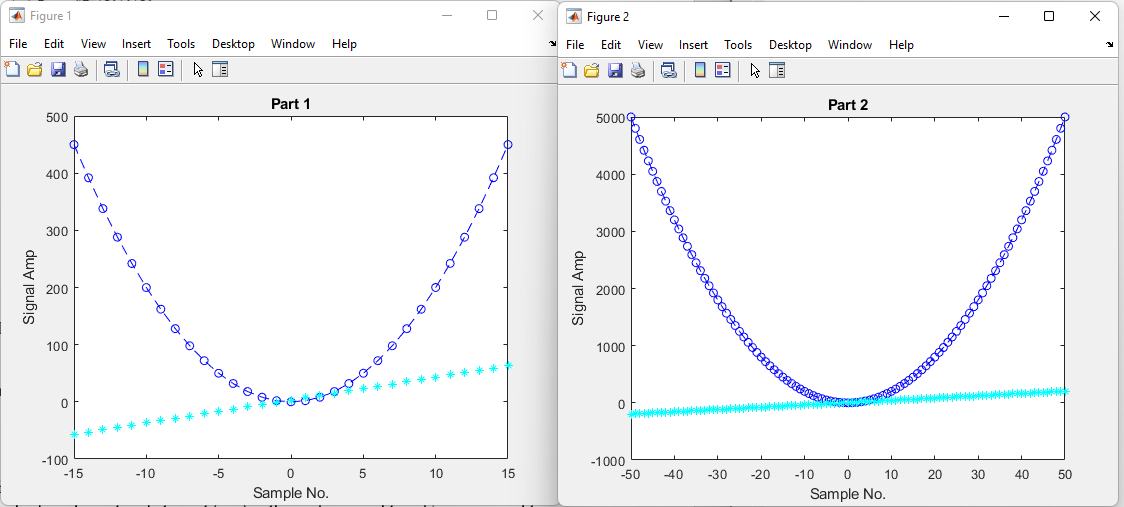 Figure 1
File Edit View Insert Tools Desktop Window Help
Part 1
500
400
300
200
100
0
-100
Signal Amp
-15 -10 -5 0 5 10 15
Sample No.
Figure 2
File Edit View Insert Tools Desktop Window Help
Part 2
5000
4000
3000
2000
1000
0
-1000
Signal Amp
-50 -40 -30 -20 -10 0 10 20 30 40 50
Sample No.